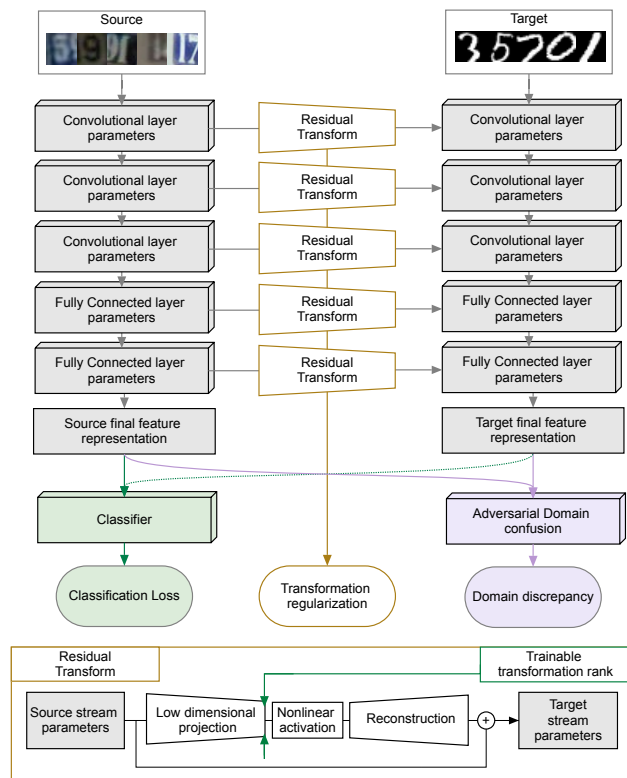 Source
Target
59
35201
Convolutional layer
parameters
Residual
Transform
Convolutional layer
parameters
Convolutional layer
parameters
Residual
Transform
Convolutional layer
parameters
Convolutional layer
parameters
Residual
Transform
Convolutional layer
parameters
Fully Connected layer
parameters
Residual
Transform
Fully Connected layer
parameters
Fully Connected layer
parameters
Residual
Transform
Fully Connected layer
parameters
Source final feature
representation
Target final feature
representation
Classifier
Adversarial Domain
confusion
Classification Loss
Transformation
regularization
Domain discrepancy
Residual
Transform
Trainable
transformation rank
Source stream
parameters
Low dimensional
projection
Nonlinear
activation
Reconstruction
+
Target
stream
parameters